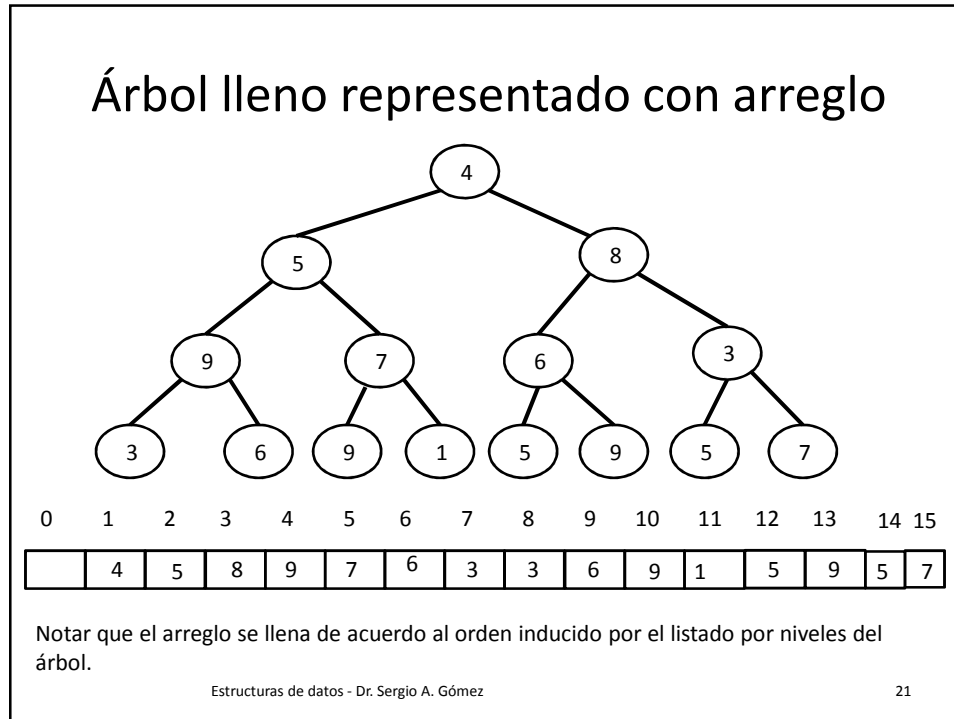 Árbol lleno representado con arreglo
4
5 8
9 7 6 3
3 6 9 1 5 9 5 7
0 1 2 3 4 5 6 7 8 9 10 11 12 13 14 15
4 5 8 9 7 6 3 3 6 9 1 5 9 5 7
Notar que el arreglo se llena de acuerdo al orden inducido por el listado por niveles del
árbol.
Estructuras de datos - Dr. Sergio A. Gómez 21